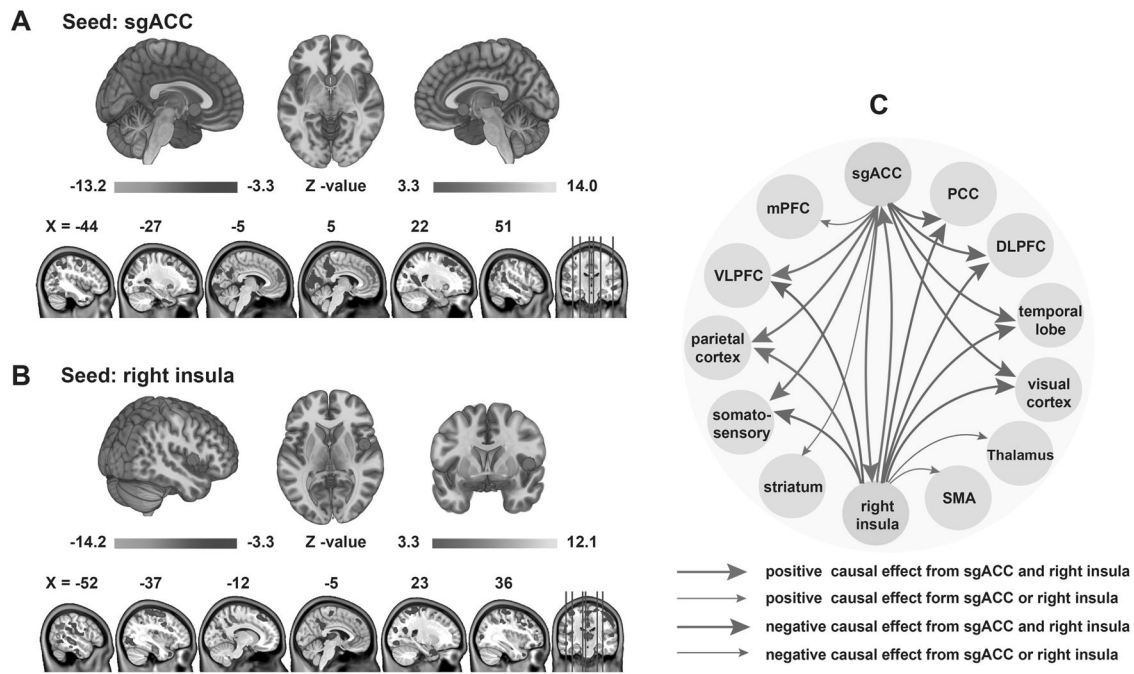 A Seed: sgACC
-13.2 -3.3 Z -value 3.3 14.0
X = -44 -27 -5 5 22 51
B Seed: right insula
-14.2 -3.3 Z -value 3.3 12.1
X = -52 -37 -12 -5 23 36
C
sgACC
PCC
mPFC
DLPFC
VLPFC
temporal
lobe
parietal
cortex
visual
cortex
somato-
sensory
Thalamus
striatum
SMA
right
insula
positive causal effect from sgACC and right insula
positive causal effect form sgACC or right insula
negative causal effect from sgACC and right insula
negative causal effect from sgACC or right insula